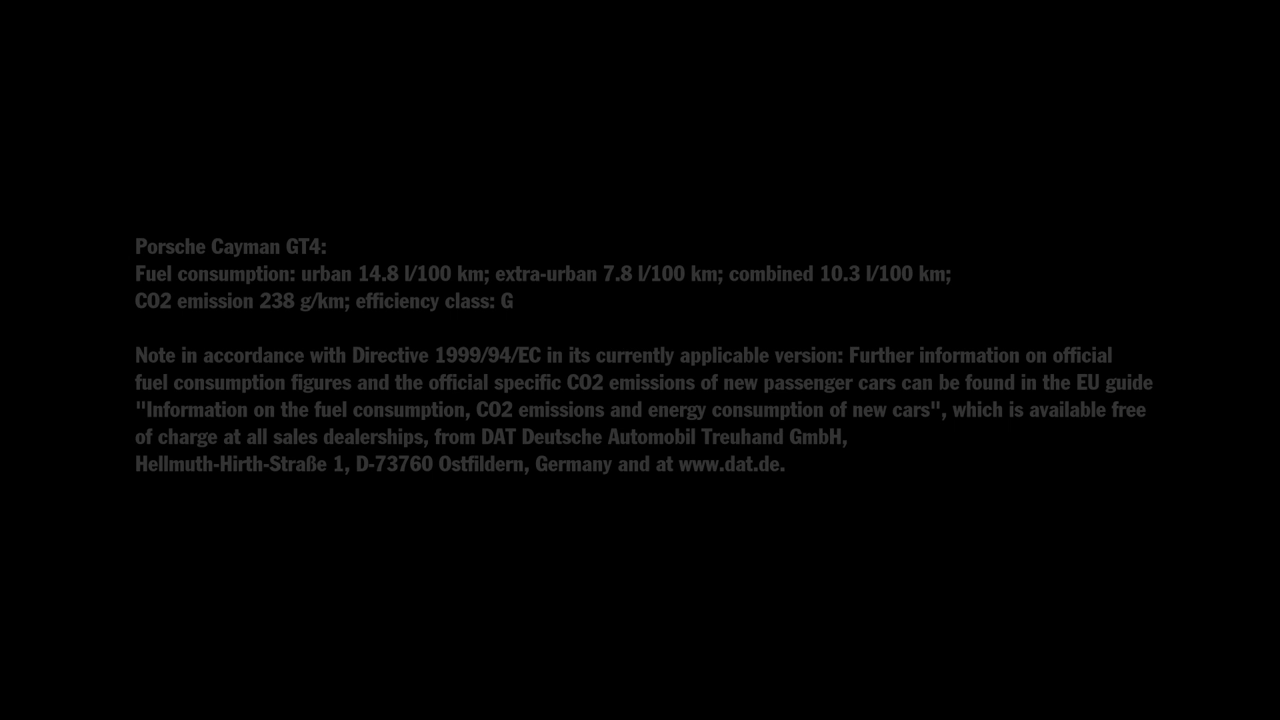 Porsche Cayman GT4:
Fuel consumption: urban 14.8 l/100 km; extra-urban 7.8 l/100 km; combined 10.3 l/100 km;
CO2 emission 238 g/km; efficiency class: G
Note in accordance with Directive 1999/94/EC in its currently applicable version: Further information on official
fuel consumption figures and the official specific CO2 emissions of new passenger cars can be found in the EU guide
"Information on the fuel consumption, CO2 emissions and energy consumption of new cars", which is available free
of charge at all sales dealerships, from DAT Deutsche Automobil Treuhand GmbH,
Hellmuth-Hirth-Straße 1, D-73760 Ostfildern, Germany and at www.dat.de.